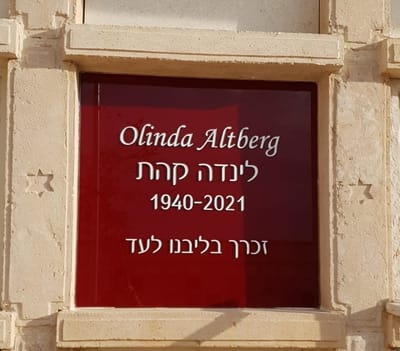 Olinda Altberg
לינדה קהת
1940-2021
זכרך בליבנו לעד